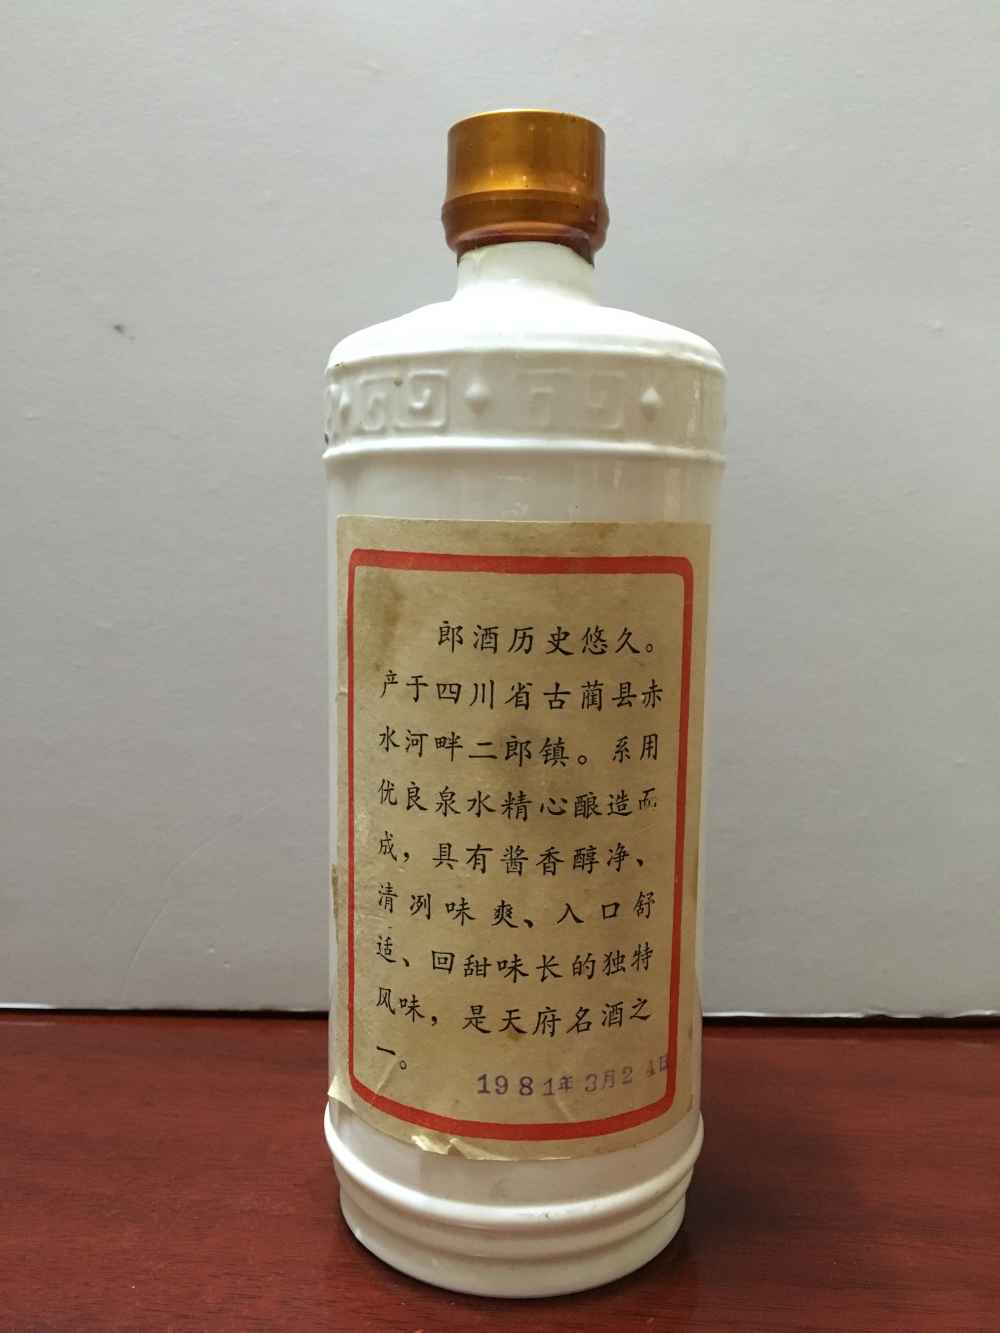 郎酒历史悠久。
产于四川省古蔺县赤
水河畔二郎镇。系用
优良泉水精心酿造而
成，具有酱香醇净、
清冽味爽、入口舒
适、回甜味长的独特
风味，是天府名酒之
一。
1981年3月24日